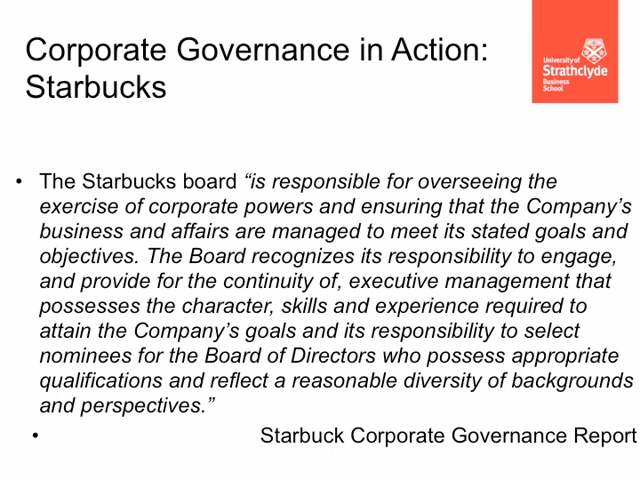 Corporate Governance in Action:
Starbucks
University of
Strathclyde
Business
School
• The Starbucks board “is responsible for overseeing the
exercise of corporate powers and ensuring that the Company’s
business and affairs are managed to meet its stated goals and
objectives. The Board recognizes its responsibility to engage,
and provide for the continuity of, executive management that
possesses the character, skills and experience required to
attain the Company’s goals and its responsibility to select
nominees for the Board of Directors who possess appropriate
qualifications and reflect a reasonable diversity of backgrounds
and perspectives.”
• Starbuck Corporate Governance Report